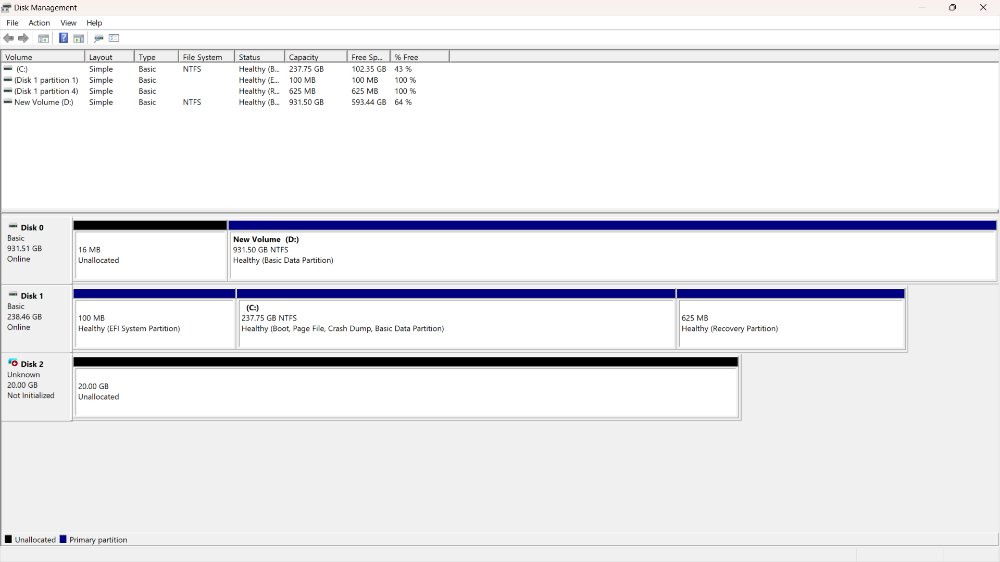 Disk Management
File Action View Help
Volume Layout Type File System Status Capacity Free Sp... % Free
(C:) Simple Basic NTFS Healthy (B... 237.75 GB 102.35 GB 43 %
(Disk 1 partition 1) Simple Basic Healthy (E... 100 MB 100 MB 100 %
(Disk 1 partition 4) Simple Basic Healthy (R... 625 MB 625 MB 100 %
New Volume (D:) Simple Basic NTFS Healthy (B... 931.50 GB 593.44 GB 64 %
Disk 0
Basic
931.51 GB
Online
16 MB
Unallocated
New Volume (D:)
931.50 GB NTFS
Healthy (Basic Data Partition)
Disk 1
Basic
238.46 GB
Online
100 MB
Healthy (EFI System Partition)
(C:)
237.75 GB NTFS
Healthy (Boot, Page File, Crash Dump, Basic Data Partition)
625 MB
Healthy (Recovery Partition)
Disk 2
Unknown
20.00 GB
Not Initialized
20.00 GB
Unallocated
Unallocated Primary partition